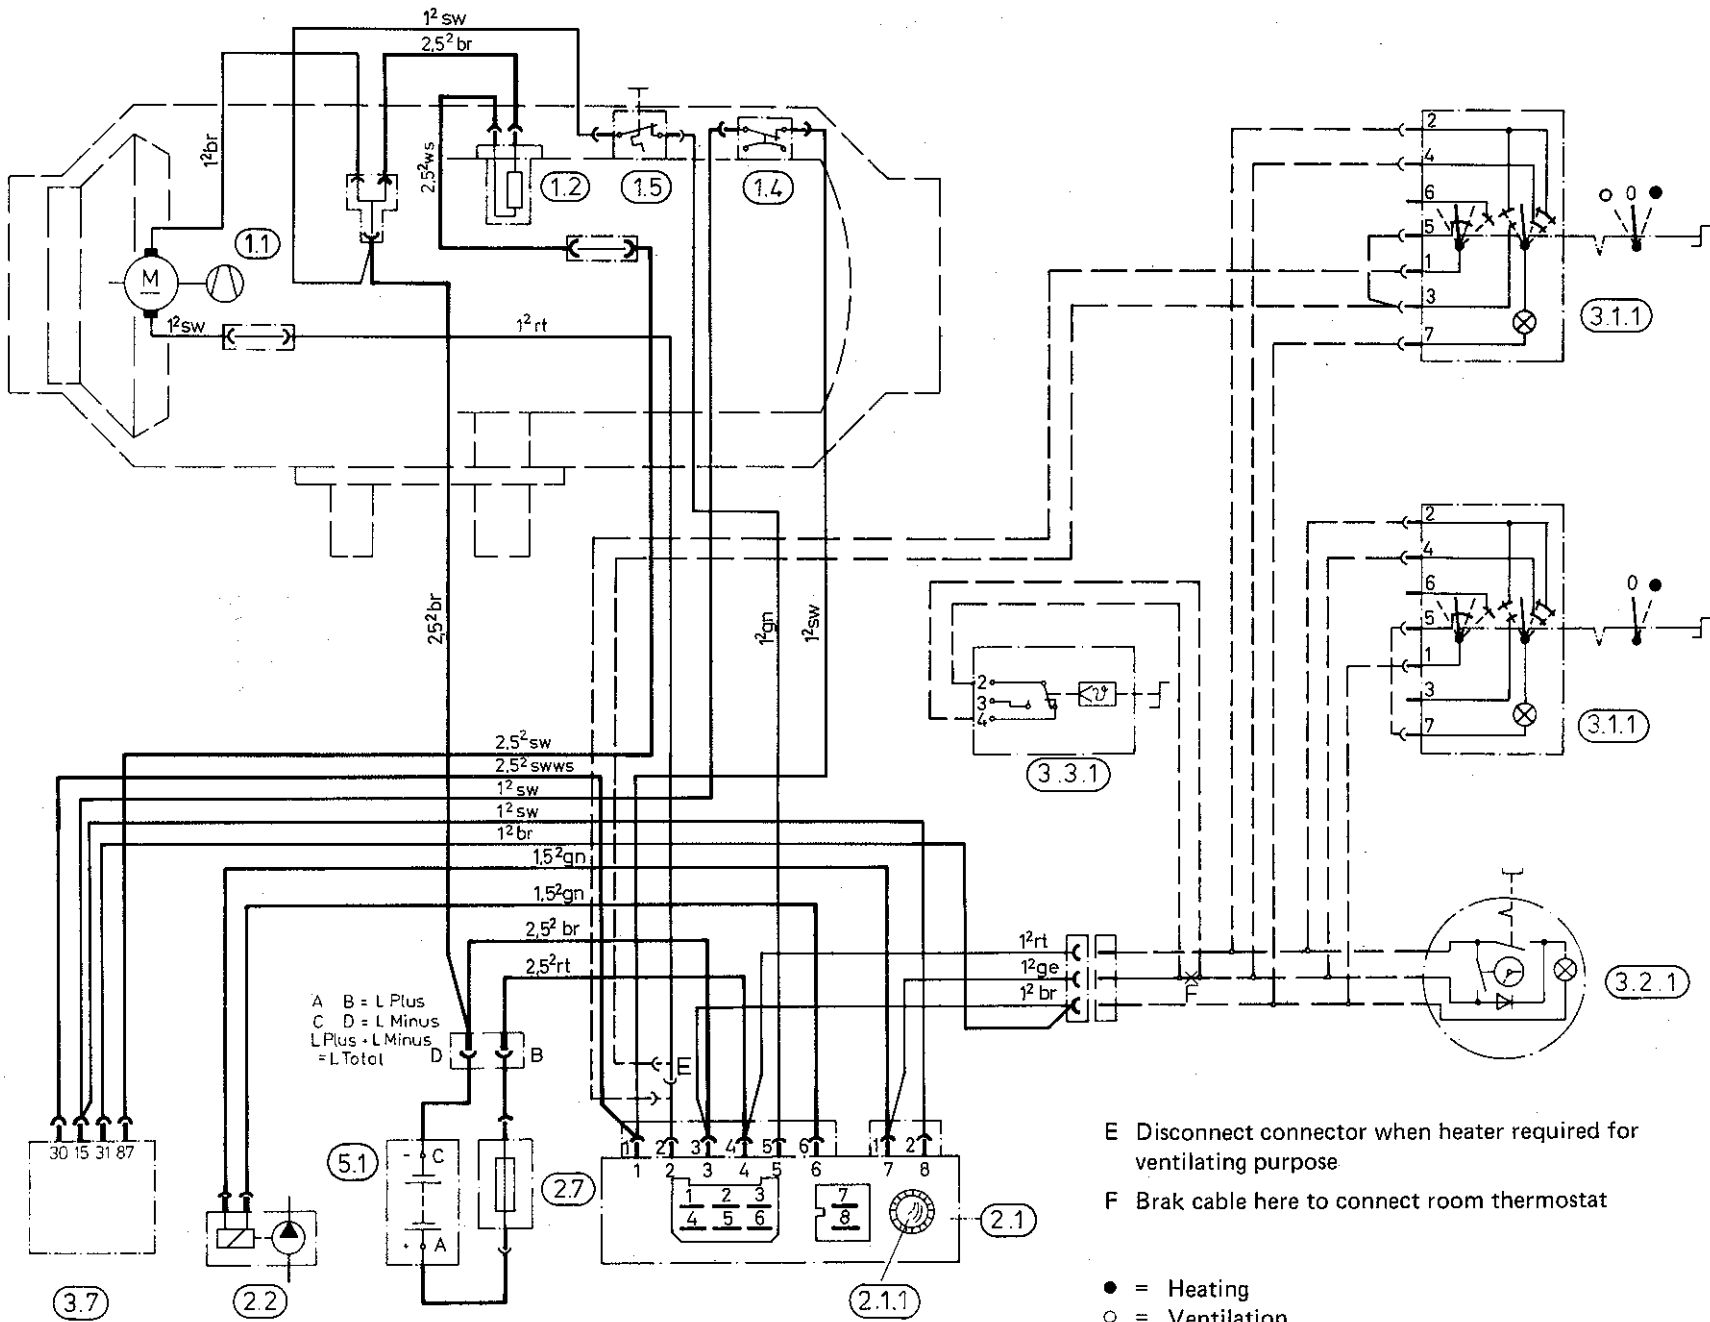 1² sw
2,5² br
1²br
2,5²ws
1.2
1.5
1.4
1.1
M
1²sw
1² rt
2
4
6
5
1
3
7
0
3.1.1
2,5²br
1²gn
1²sw
2
4
6
5
1
3
7
0
3.1.1
2
3
4
3.3.1
2,5² sw
2,5² swws
1² sw
1² sw
1² br
1,5²gn
1,5²gn
2,5² br
2,5²rt
1²rt
1²ge
1² br
F
3.2.1
A B = L Plus
C D = L Minus
L Plus + L Minus
= L Total
D
B
E
30 15 31 87
3.7
2.2
5.1
- C
+ A
2.7
1 2 3 4 5 6 1 2
1 2 3 4 5 6 7 8
1 2 3
4 5 6
7
8
2.1
2.1.1
E Disconnect connector when heater required for
ventilating purpose
F Brak cable here to connect room thermostat
● = Heating
○ = Ventilation